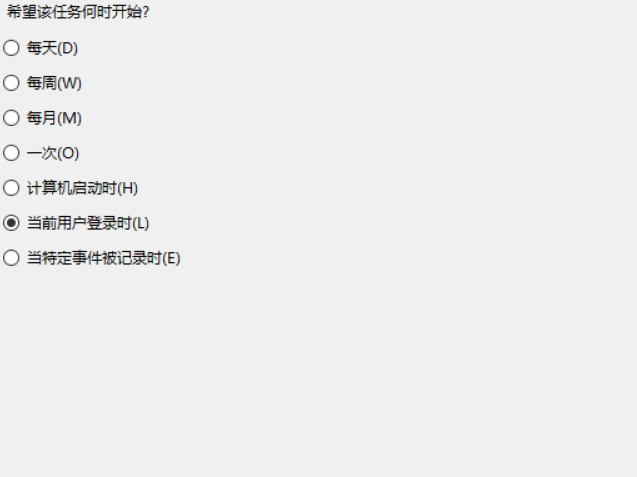 希望该任务何时开始?
每天(D)
每周(W)
每月(M)
一次(O)
计算机启动时(H)
当前用户登录时(L)
当特定事件被记录时(E)